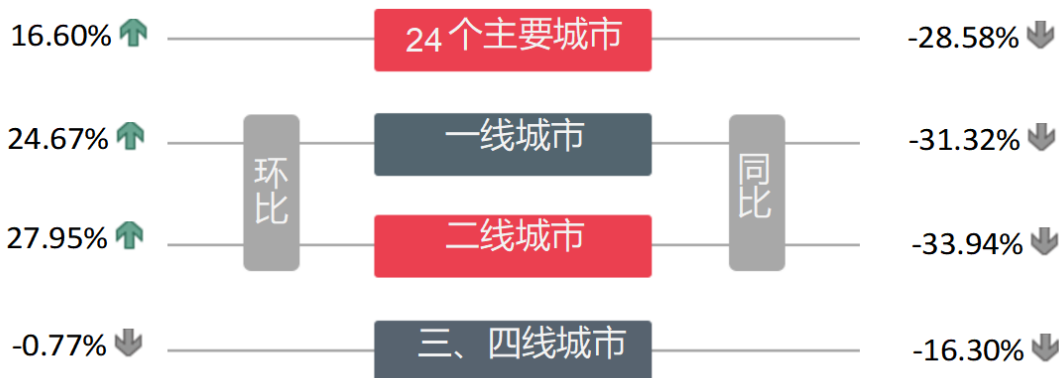 16.60% 24个主要城市 -28.58%
24.67% 一线城市 -31.32%
环比 同比
27.95% 二线城市 -33.94%
-0.77% 三、四线城市 -16.30%